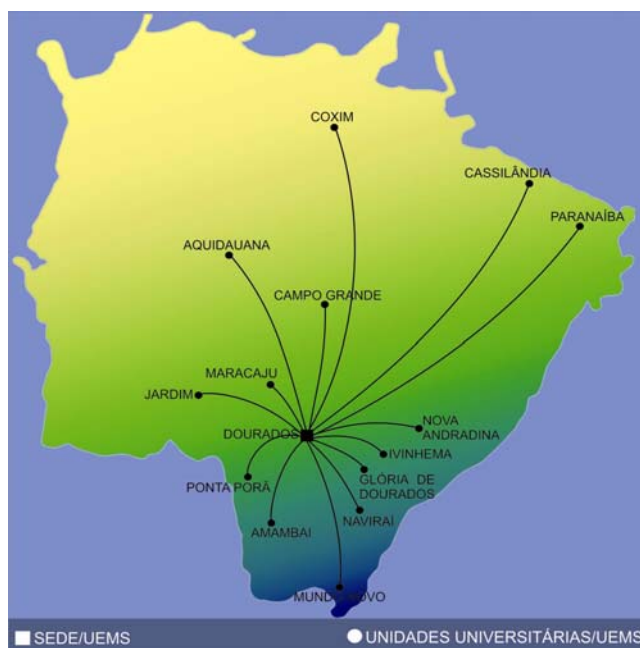 COXIM
CASSILÂNDIA
PARANAÍBA
AQUIDAUANA
CAMPO GRANDE
MARACAJU
JARDIM
NOVA
ANDRADINA
DOURADOS
IVINHEMA
GLÓRIA DE
DOURADOS
PONTA PORÃ
NAVIRAÍ
AMAMBAI
MUNDO NOVO
SEDE/UEMS
UNIDADES UNIVERSITÁRIAS/UEMS